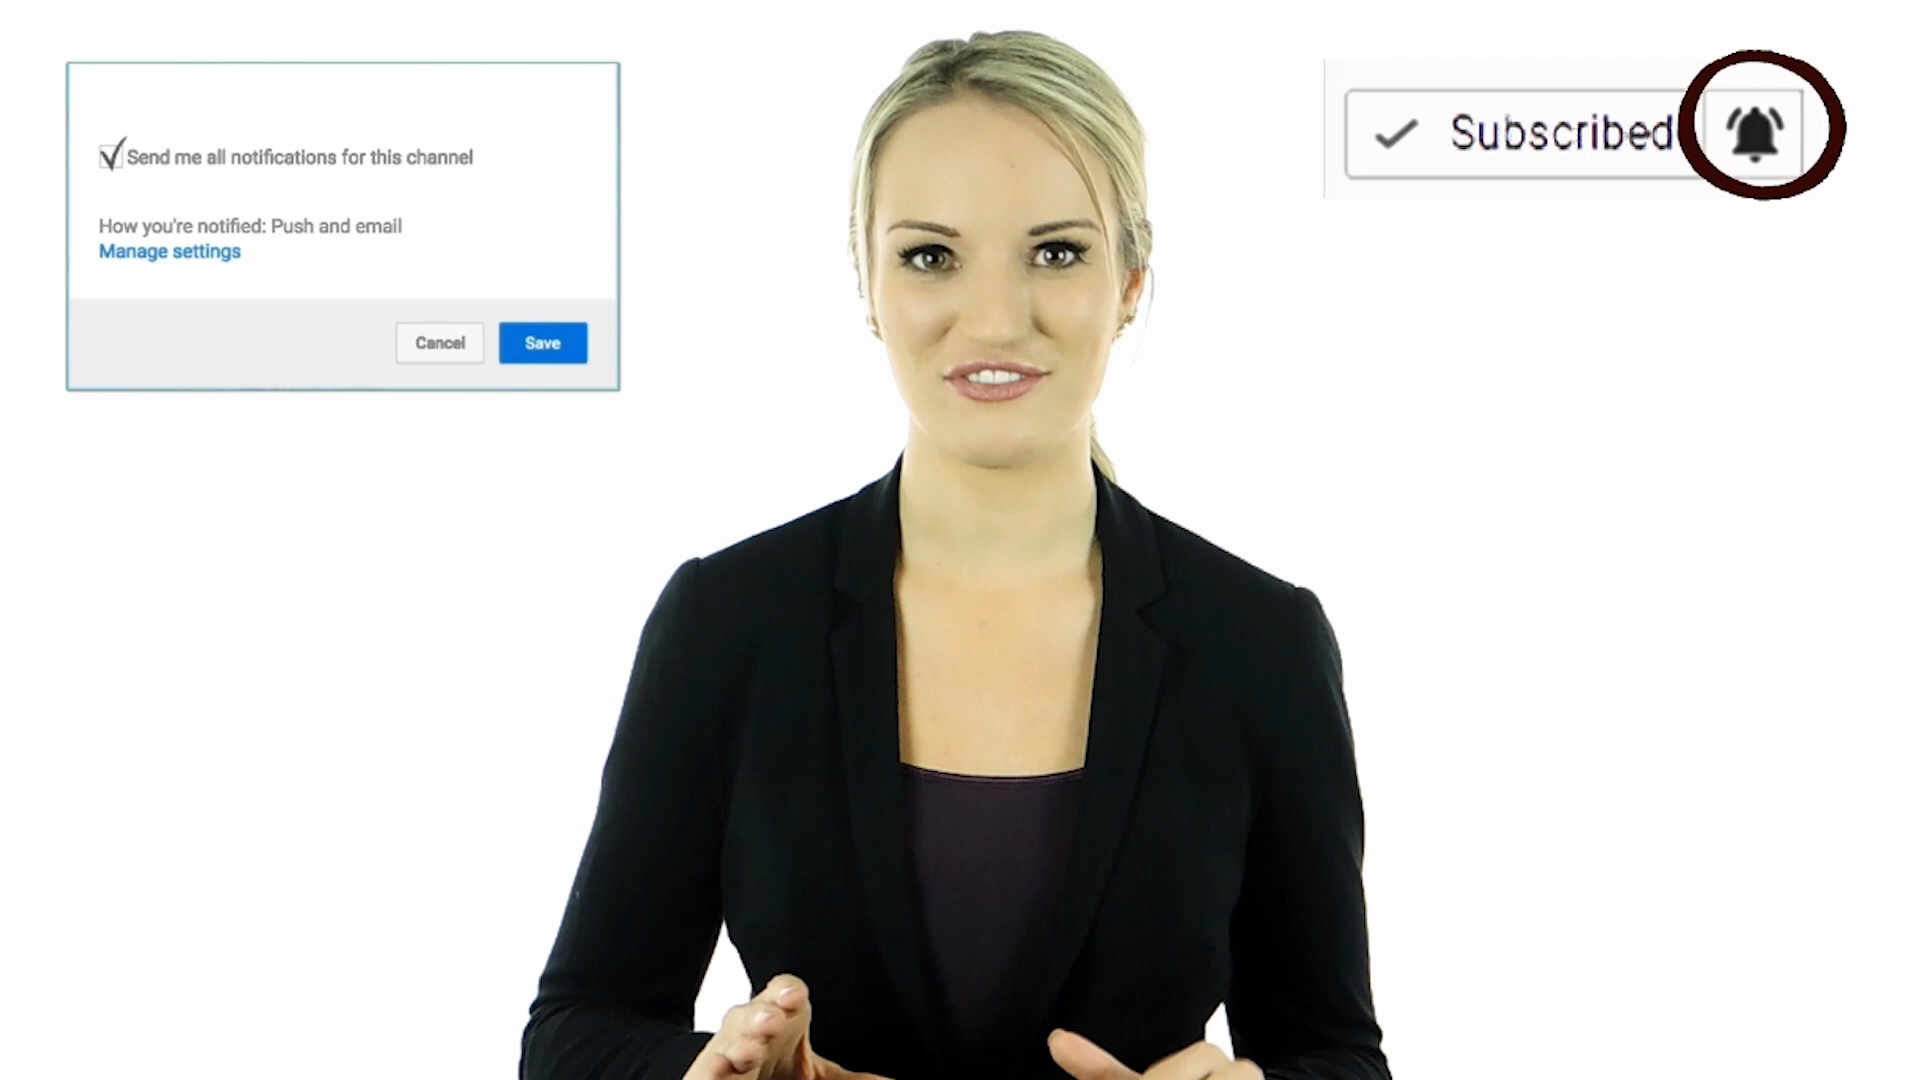 Send me all notifications for this channel
How you're notified: Push and email
Manage settings
Cancel
Save
Subscribed